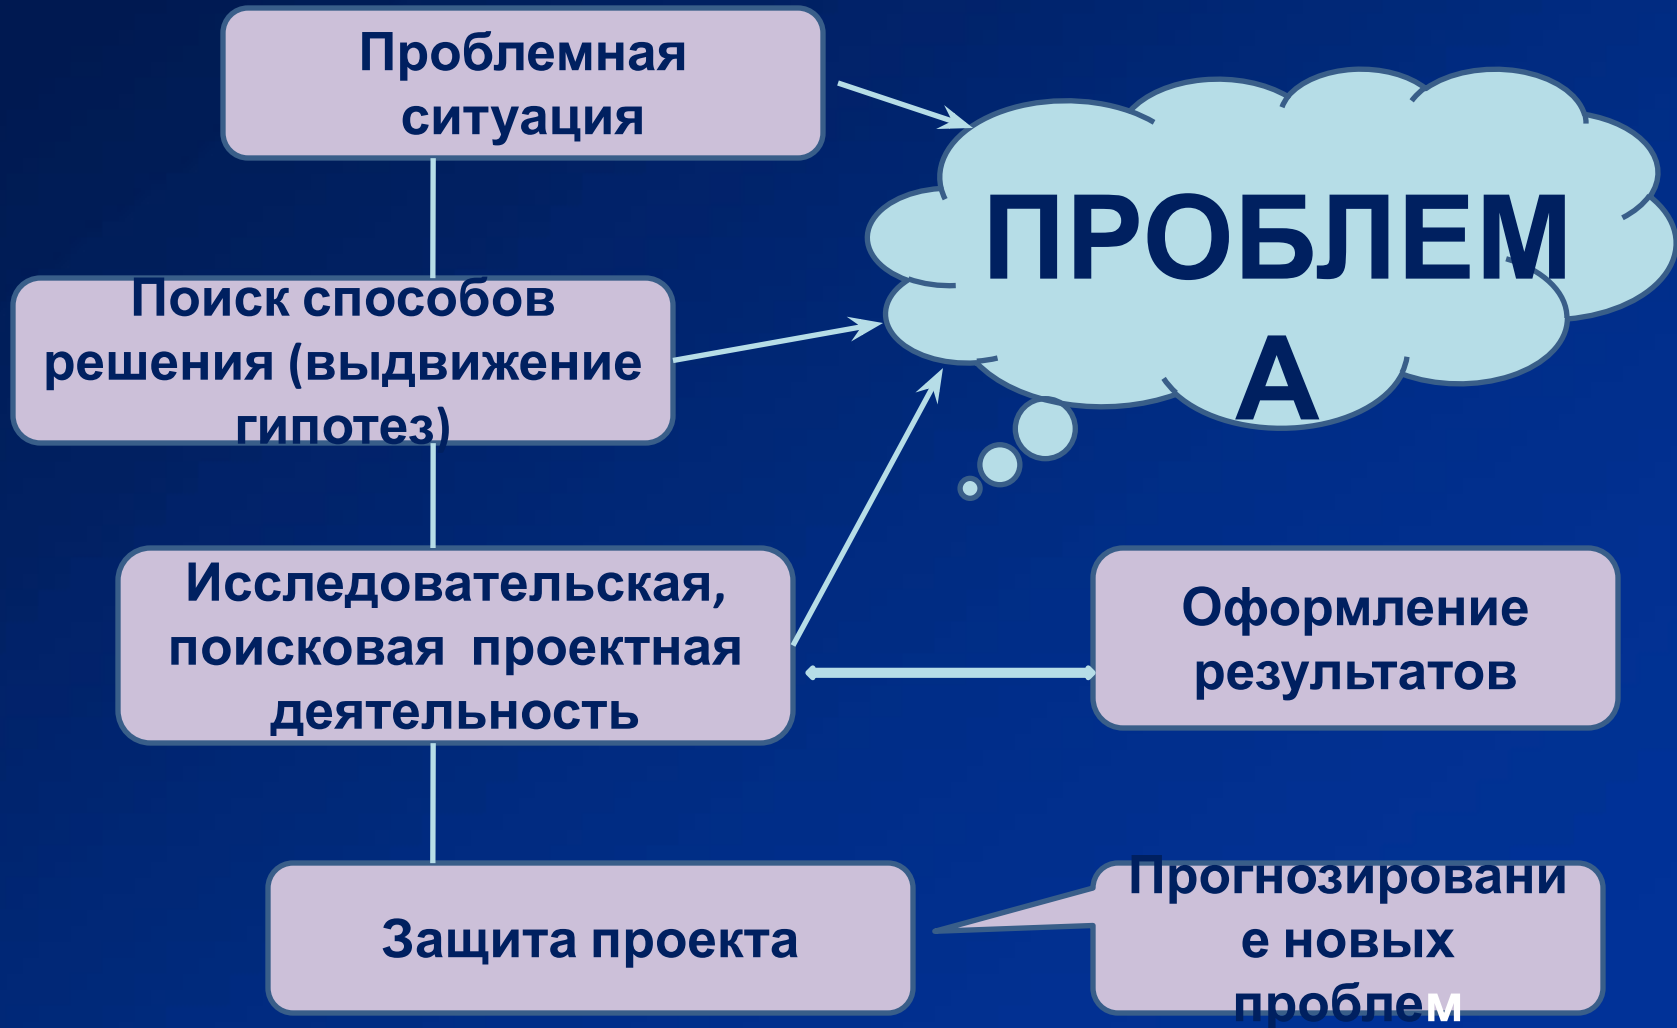 Проблемная
ситуация
ПРОБЛЕМ
А
Поиск способов
решения (выдвижение
гипотез)
Исследовательская,
поисковая проектная
деятельность
Оформление
результатов
Защита проекта
Прогнозировани
е новых
проблем